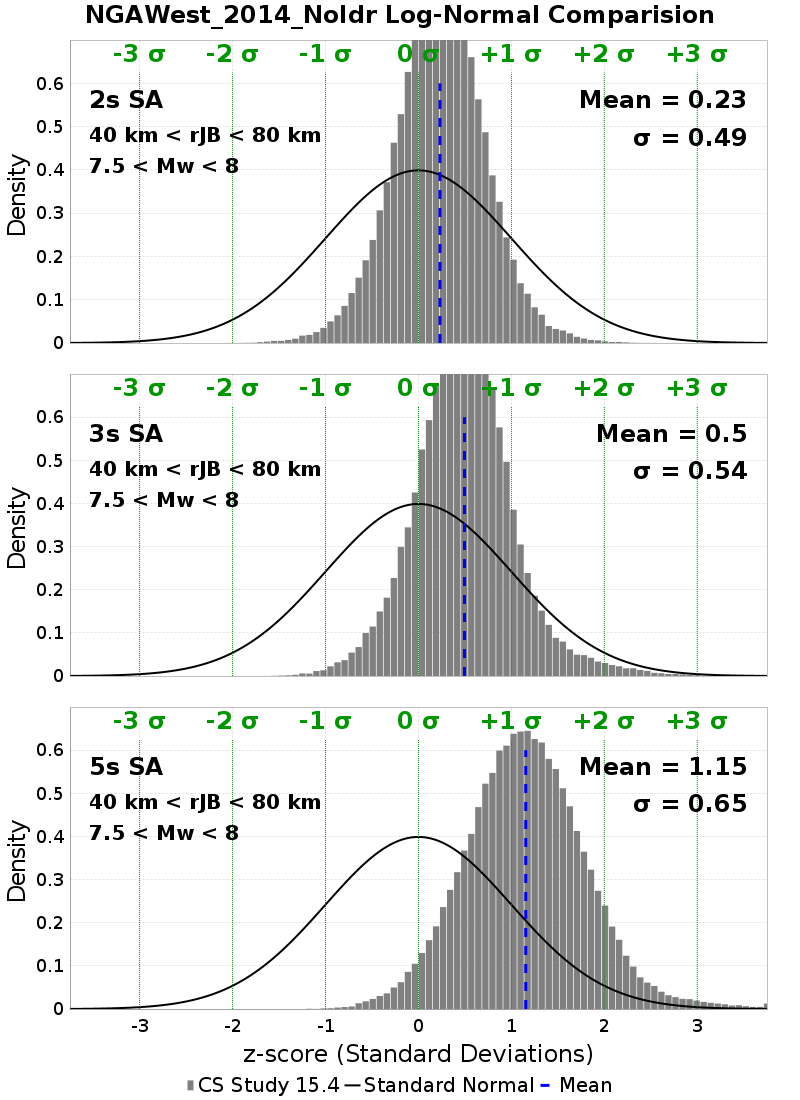 NGAWest_2014_NoIdr Log-Normal Comparision
-3 σ -2 σ -1 σ 0 σ +1 σ +2 σ +3 σ
0.6
2s SA Mean = 0.23
0.5
40 km < rJB < 80 km σ = 0.49
7.5 < Mw < 8
0.4
0.3
0.2
0.1
0
Density
-3 σ -2 σ -1 σ 0 σ +1 σ +2 σ +3 σ
0.6
3s SA Mean = 0.5
0.5
40 km < rJB < 80 km σ = 0.54
7.5 < Mw < 8
0.4
0.3
0.2
0.1
0
Density
-3 σ -2 σ -1 σ 0 σ +1 σ +2 σ +3 σ
0.6
5s SA Mean = 1.15
0.5
40 km < rJB < 80 km σ = 0.65
7.5 < Mw < 8
0.4
0.3
0.2
0.1
0
Density
-3 -2 -1 0 1 2 3
z-score (Standard Deviations)
CS Study 15.4 Standard Normal Mean